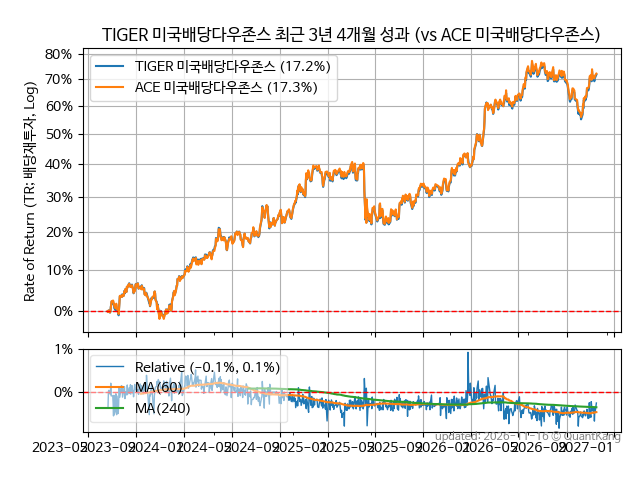 TIGER 미국배당다우존스 최근 3년 4개월 성과 (vs ACE 미국배당다우존스)
80%
70%
60%
50%
40%
30%
20%
10%
0%
Rate of Return (TR: 배당재투자, Log)
TIGER 미국배당다우존스 (17.2%)
ACE 미국배당다우존스 (17.3%)
1%
0%
Relative (−0.1%, 0.1%)
MA(60)
MA(240)
updated: 2026-11-16 © QuantKang
2023-05 2023-09 2024-01 2024-05 2024-09 2025-01 2025-05 2025-09 2026-01 2026-05 2026-09 2027-01